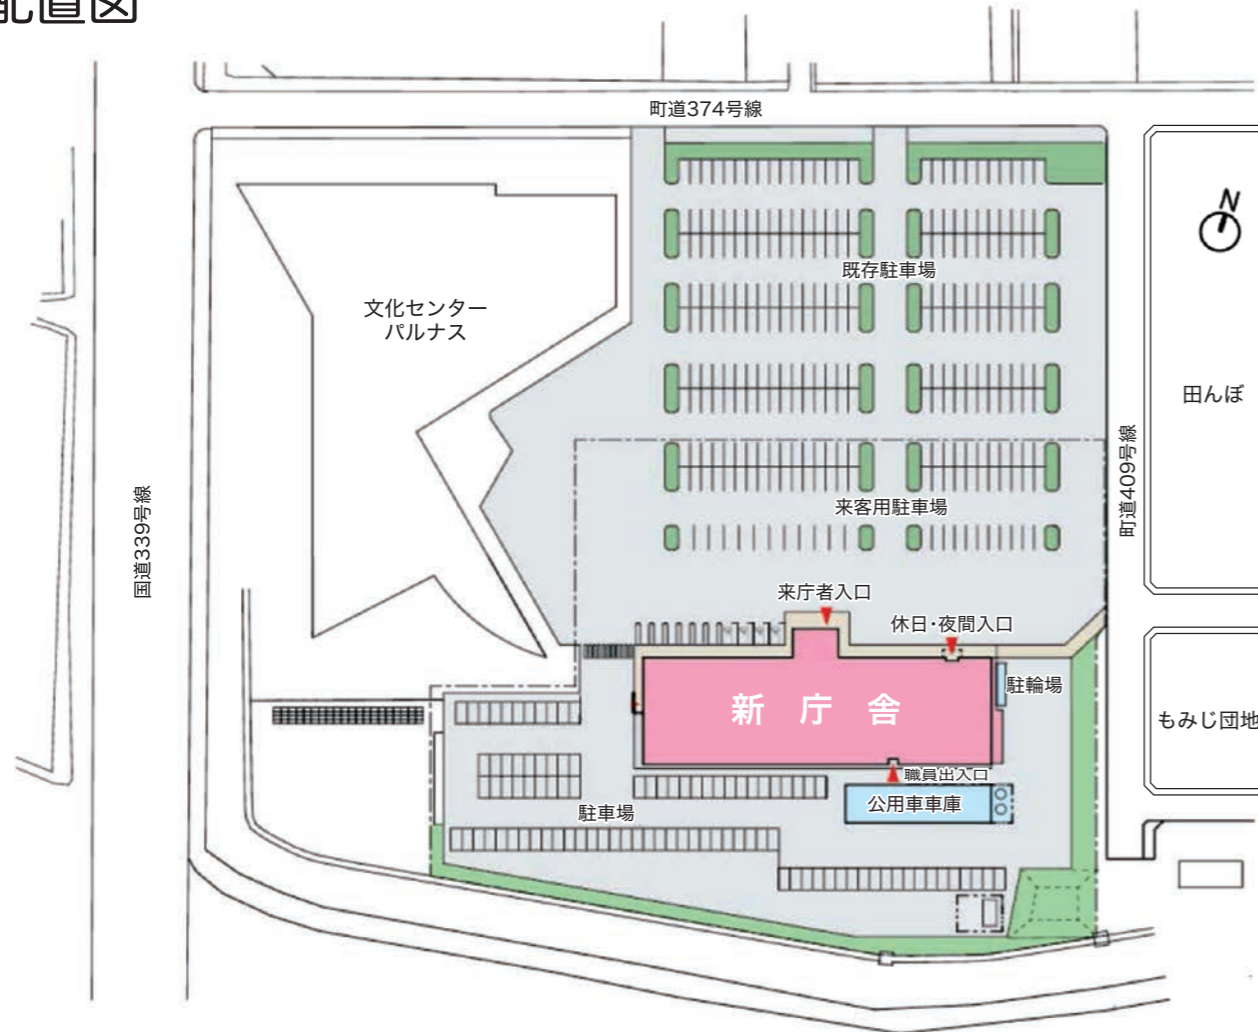 配置図
町道374号線
N
既存駐車場
文化センター
パルナス
田んぼ
町道409号線
国道339号線
来客用駐車場
来庁者入口
休日・夜間入口
駐輪場
新庁舎
もみじ団地
職員出入口
公用車車庫
駐車場